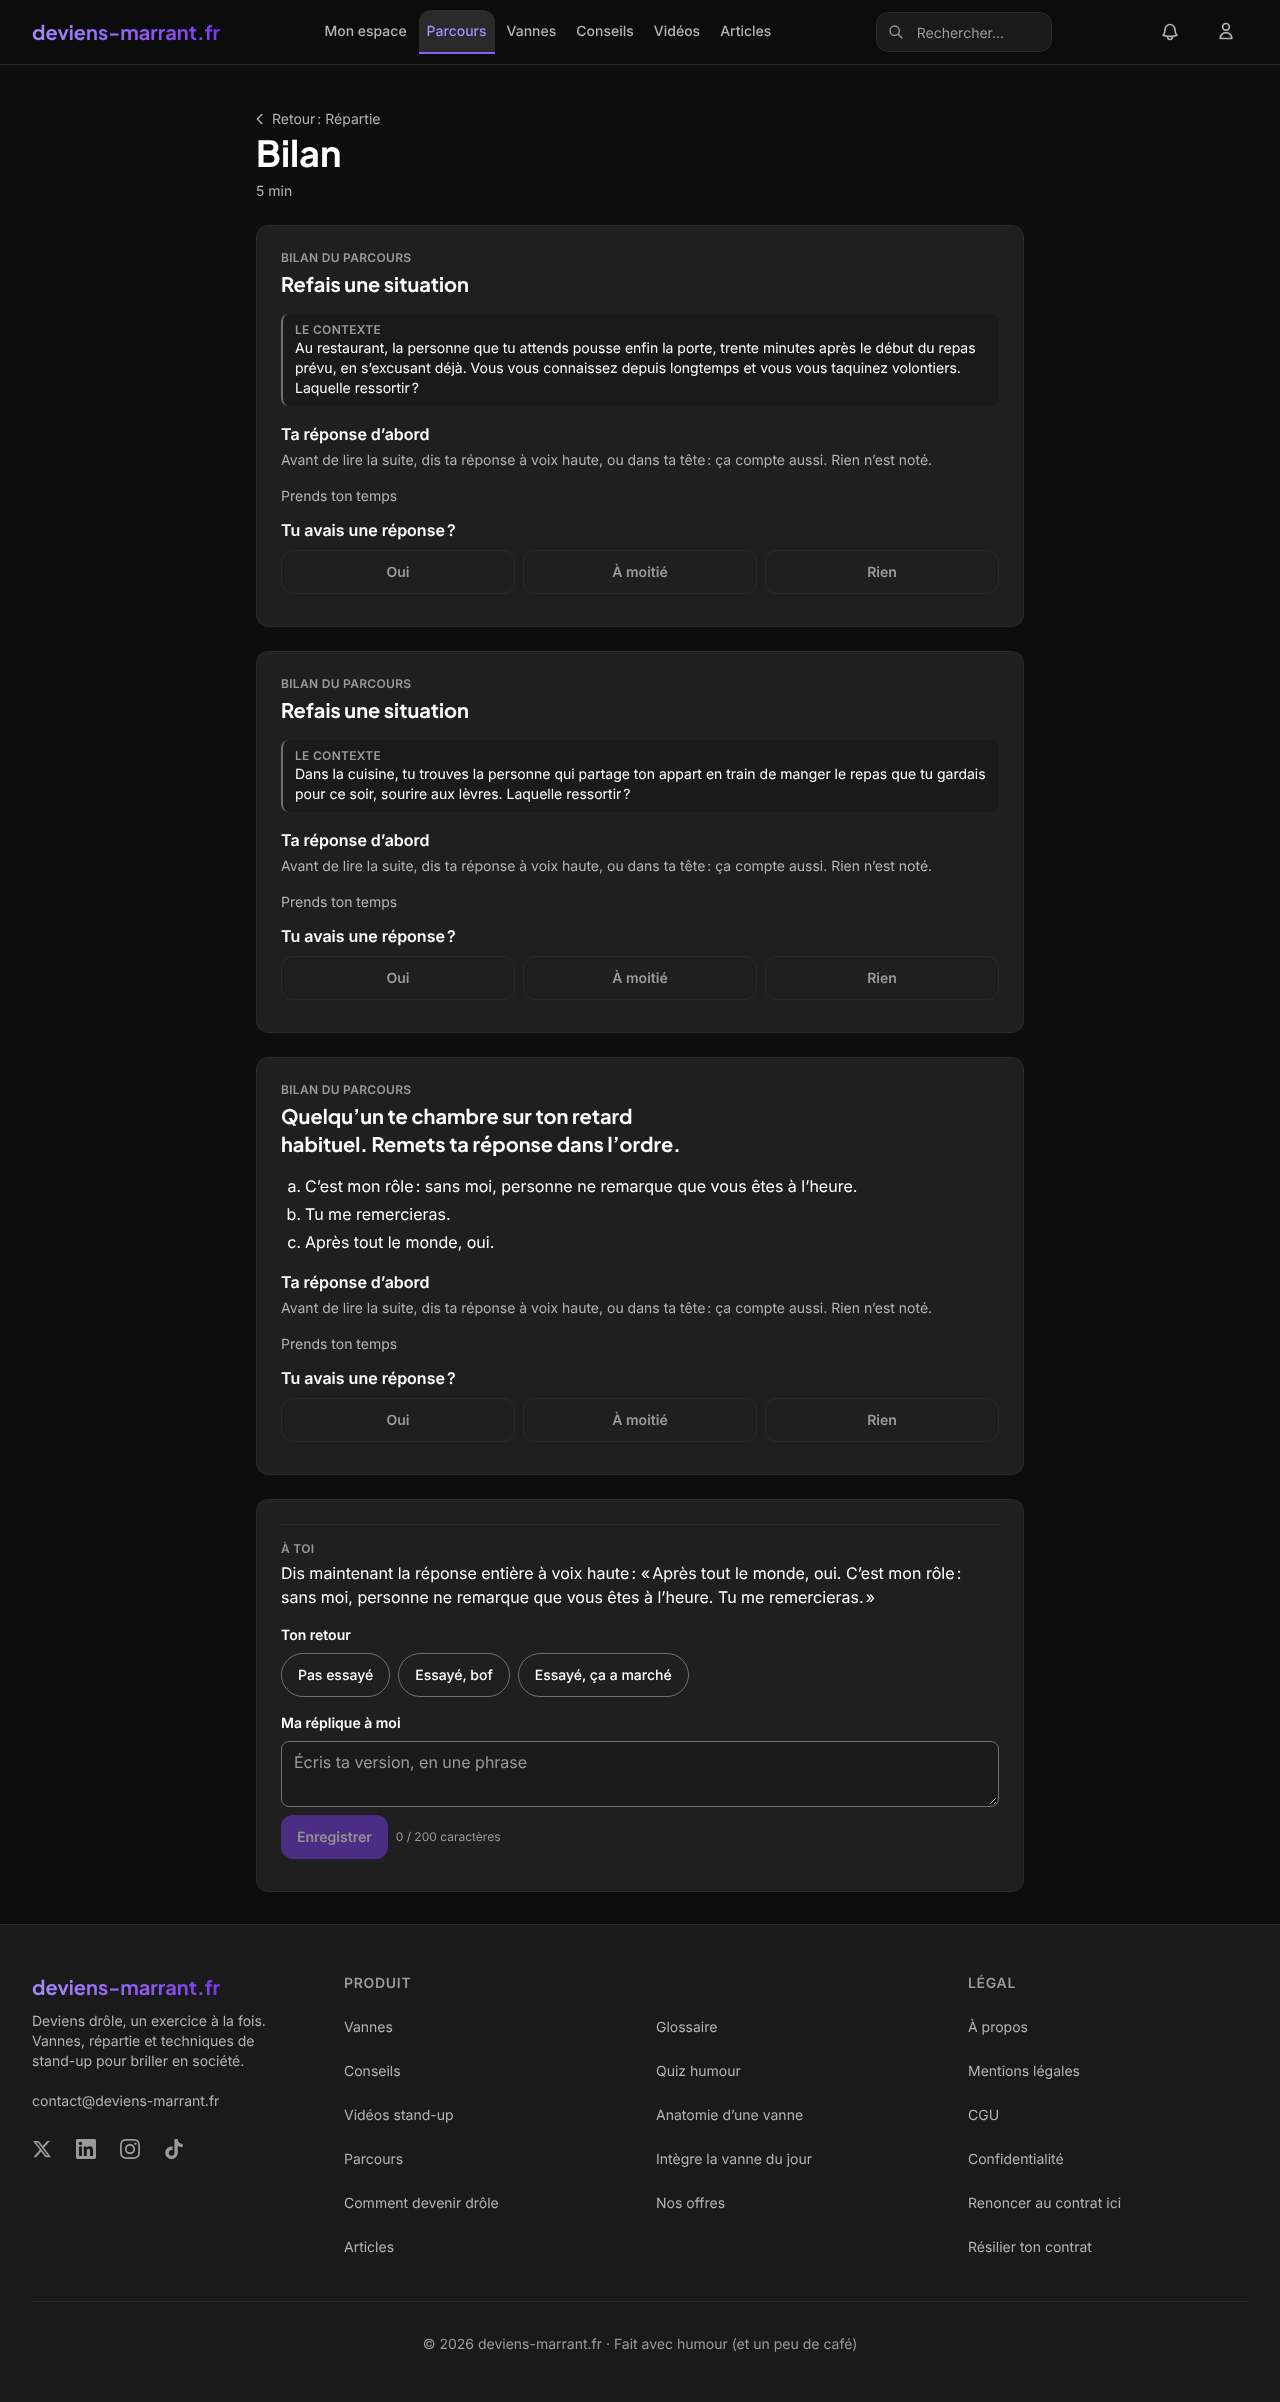 deviens-marrant.fr
Mon espace
Parcours
Vannes
Conseils
Vidéos
Articles
Rechercher...
Retour : Répartie
Bilan
5 min
BILAN DU PARCOURS
Refais une situation
LE CONTEXTE
Au restaurant, la personne que tu attends pousse enfin la porte, trente minutes après le début du repas
prévu, en s’excusant déjà. Vous vous connaissez depuis longtemps et vous vous taquinez volontiers.
Laquelle ressortir ?
Ta réponse d’abord
Avant de lire la suite, dis ta réponse à voix haute, ou dans ta tête : ça compte aussi. Rien n’est noté.
Prends ton temps
Tu avais une réponse ?
Oui
À moitié
Rien
BILAN DU PARCOURS
Refais une situation
LE CONTEXTE
Dans la cuisine, tu trouves la personne qui partage ton appart en train de manger le repas que tu gardais
pour ce soir, sourire aux lèvres. Laquelle ressortir ?
Ta réponse d’abord
Avant de lire la suite, dis ta réponse à voix haute, ou dans ta tête : ça compte aussi. Rien n’est noté.
Prends ton temps
Tu avais une réponse ?
Oui
À moitié
Rien
BILAN DU PARCOURS
Quelqu’un te chambre sur ton retard
habituel. Remets ta réponse dans l’ordre.
a. C’est mon rôle : sans moi, personne ne remarque que vous êtes à l’heure.
b. Tu me remercieras.
c. Après tout le monde, oui.
Ta réponse d’abord
Avant de lire la suite, dis ta réponse à voix haute, ou dans ta tête : ça compte aussi. Rien n’est noté.
Prends ton temps
Tu avais une réponse ?
Oui
À moitié
Rien
À TOI
Dis maintenant la réponse entière à voix haute : « Après tout le monde, oui. C’est mon rôle :
sans moi, personne ne remarque que vous êtes à l’heure. Tu me remercieras. »
Ton retour
Pas essayé
Essayé, bof
Essayé, ça a marché
Ma réplique à moi
Écris ta version, en une phrase
Enregistrer
0 / 200 caractères
deviens-marrant.fr
Deviens drôle, un exercice à la fois.
Vannes, répartie et techniques de
stand-up pour briller en société.
contact@deviens-marrant.fr
PRODUIT
Vannes
Conseils
Vidéos stand-up
Parcours
Comment devenir drôle
Articles
Glossaire
Quiz humour
Anatomie d’une vanne
Intègre la vanne du jour
Nos offres
LÉGAL
À propos
Mentions légales
CGU
Confidentialité
Renoncer au contrat ici
Résilier ton contrat
© 2026 deviens-marrant.fr · Fait avec humour (et un peu de café)